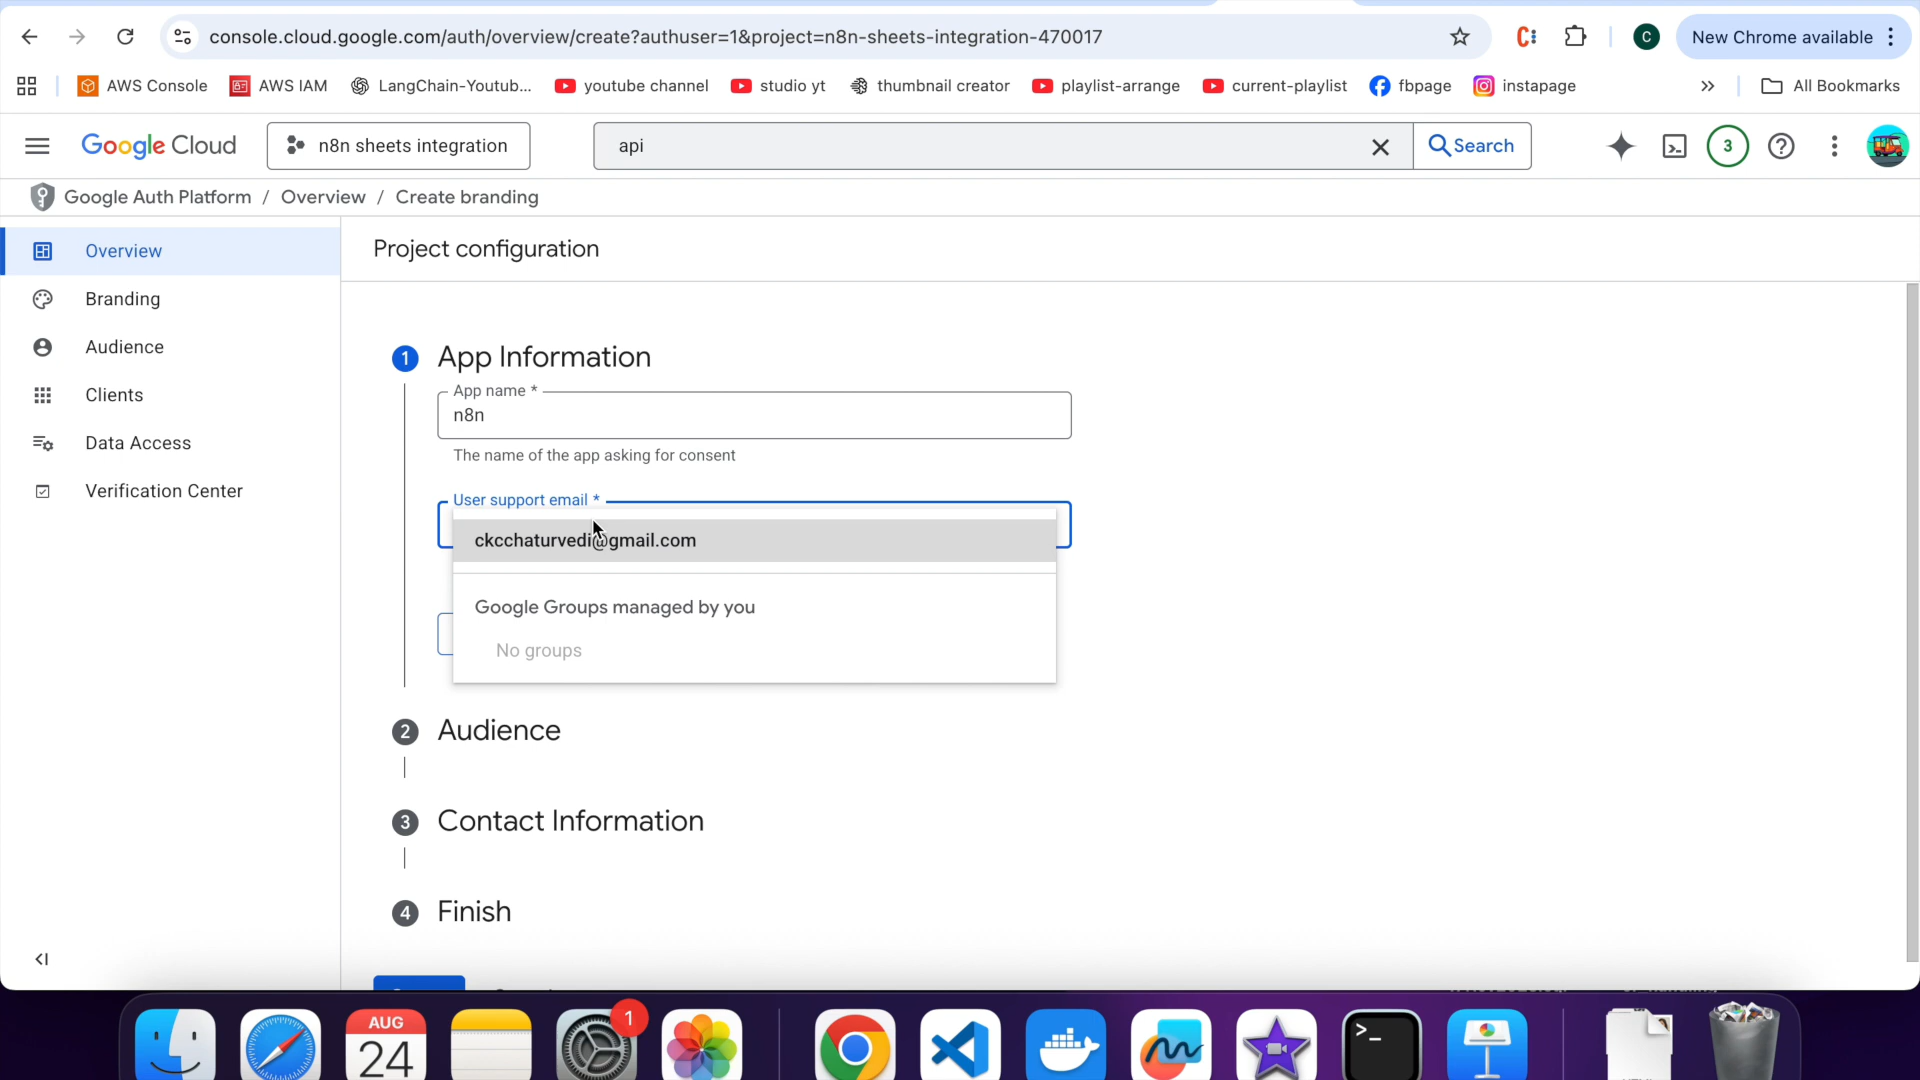 console.cloud.google.com/auth/overview/create?authuser=1&project=n8n-sheets-integration-470017
C
New Chrome available
AWS Console
AWS IAM
LangChain-Youtub...
youtube channel
studio yt
thumbnail creator
playlist-arrange
current-playlist
fbpage
instapage
All Bookmarks
Google Cloud
n8n sheets integration
api
Search
3
Google Auth Platform / Overview / Create branding
Overview
Branding
Audience
Clients
Data Access
Verification Center
Project configuration
1 App Information
App name *
n8n
The name of the app asking for consent
User support email *
ckcchaturvedi@gmail.com
Google Groups managed by you
No groups
2 Audience
3 Contact Information
4 Finish
1
AUG
24